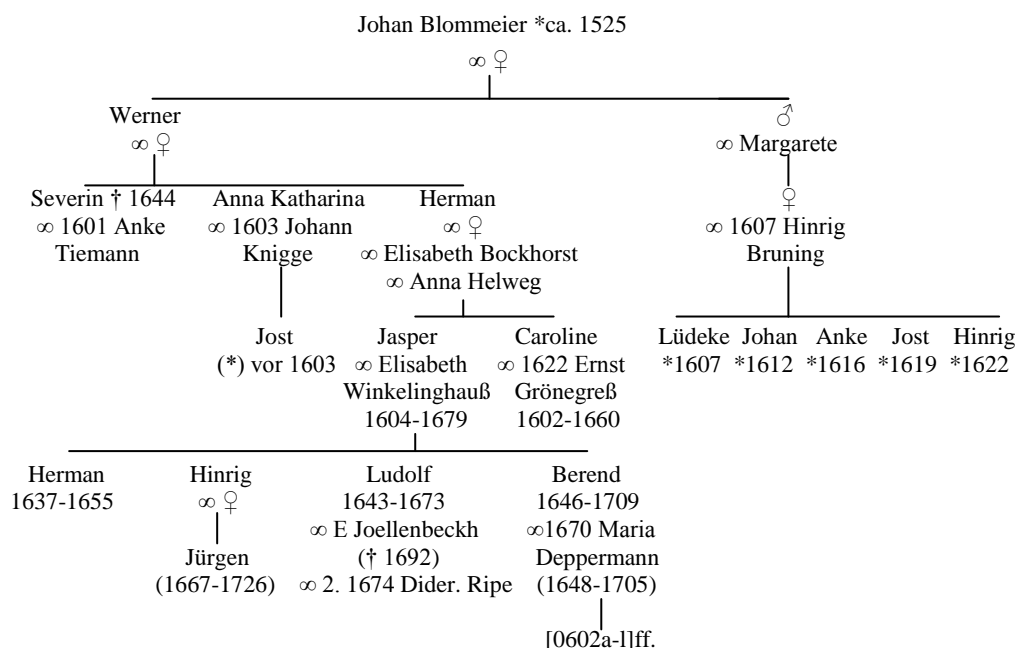 Johan Blommeier *ca. 1525
∞ ♀
Werner
∞ ♀
♂
∞ Margarete
Severin † 1644
∞ 1601 Anke
Tiemann
Anna Katharina
∞ 1603 Johann
Knigge
Herman
∞ ♀
∞ Elisabeth Bockhorst
∞ Anna Helweg
♀
∞ 1607 Hinrig
Bruning
Jost
(*) vor 1603
Jasper
∞ Elisabeth
Winkelinghauß
1604-1679
Caroline
∞ 1622 Ernst
Grönegreß
1602-1660
Lüdeke
*1607
Johan
*1612
Anke
*1616
Jost
*1619
Hinrig
*1622
Herman
1637-1655
Hinrig
∞ ♀
Jürgen
(1667-1726)
Ludolf
1643-1673
∞ E Joellenbeckh
(† 1692)
∞ 2. 1674 Dider. Ripe
Berend
1646-1709
∞1670 Maria
Deppermann
(1648-1705)
[0602a-l]ff.